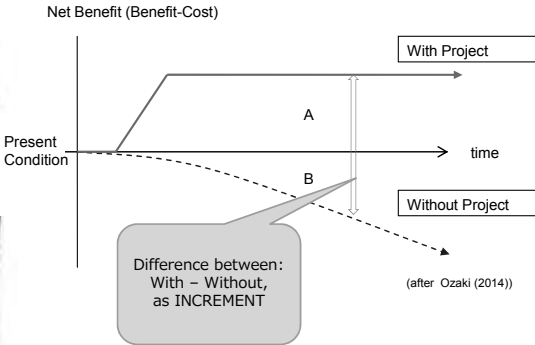 Net Benefit (Benefit-Cost)
With Project
A
Present
Condition
time
B
Without Project
Difference between:
With – Without,
as INCREMENT
(after Ozaki (2014))